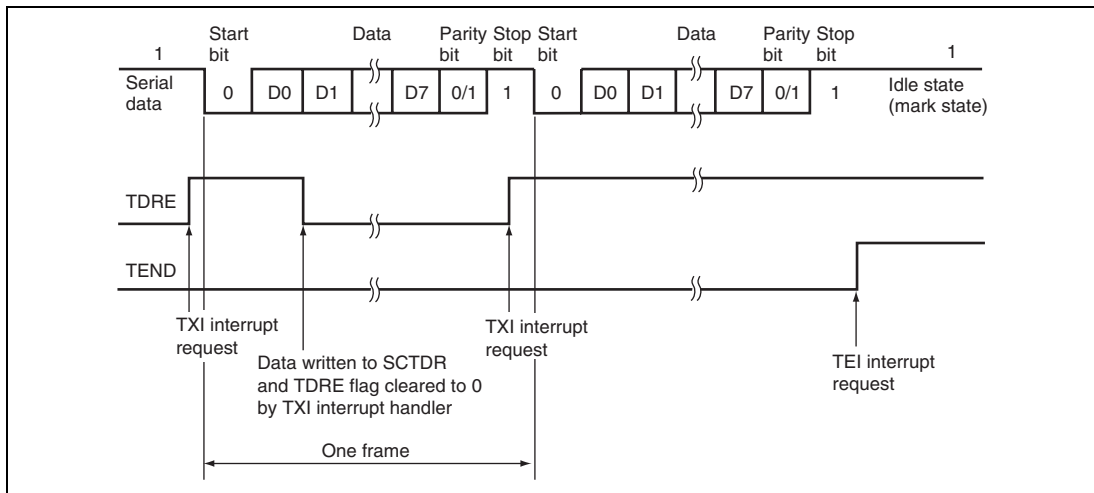 Start bit Data Parity bit Stop bit Start bit Data Parity bit Stop bit
1 1
Serial data 0 D0 D1 D7 0/1 1 0 D0 D1 D7 0/1 1 Idle state (mark state)
TDRE
TEND
TXI interrupt request
Data written to SCTDR
and TDRE flag cleared to 0
by TXI interrupt handler
TXI interrupt request
TEI interrupt request
One frame